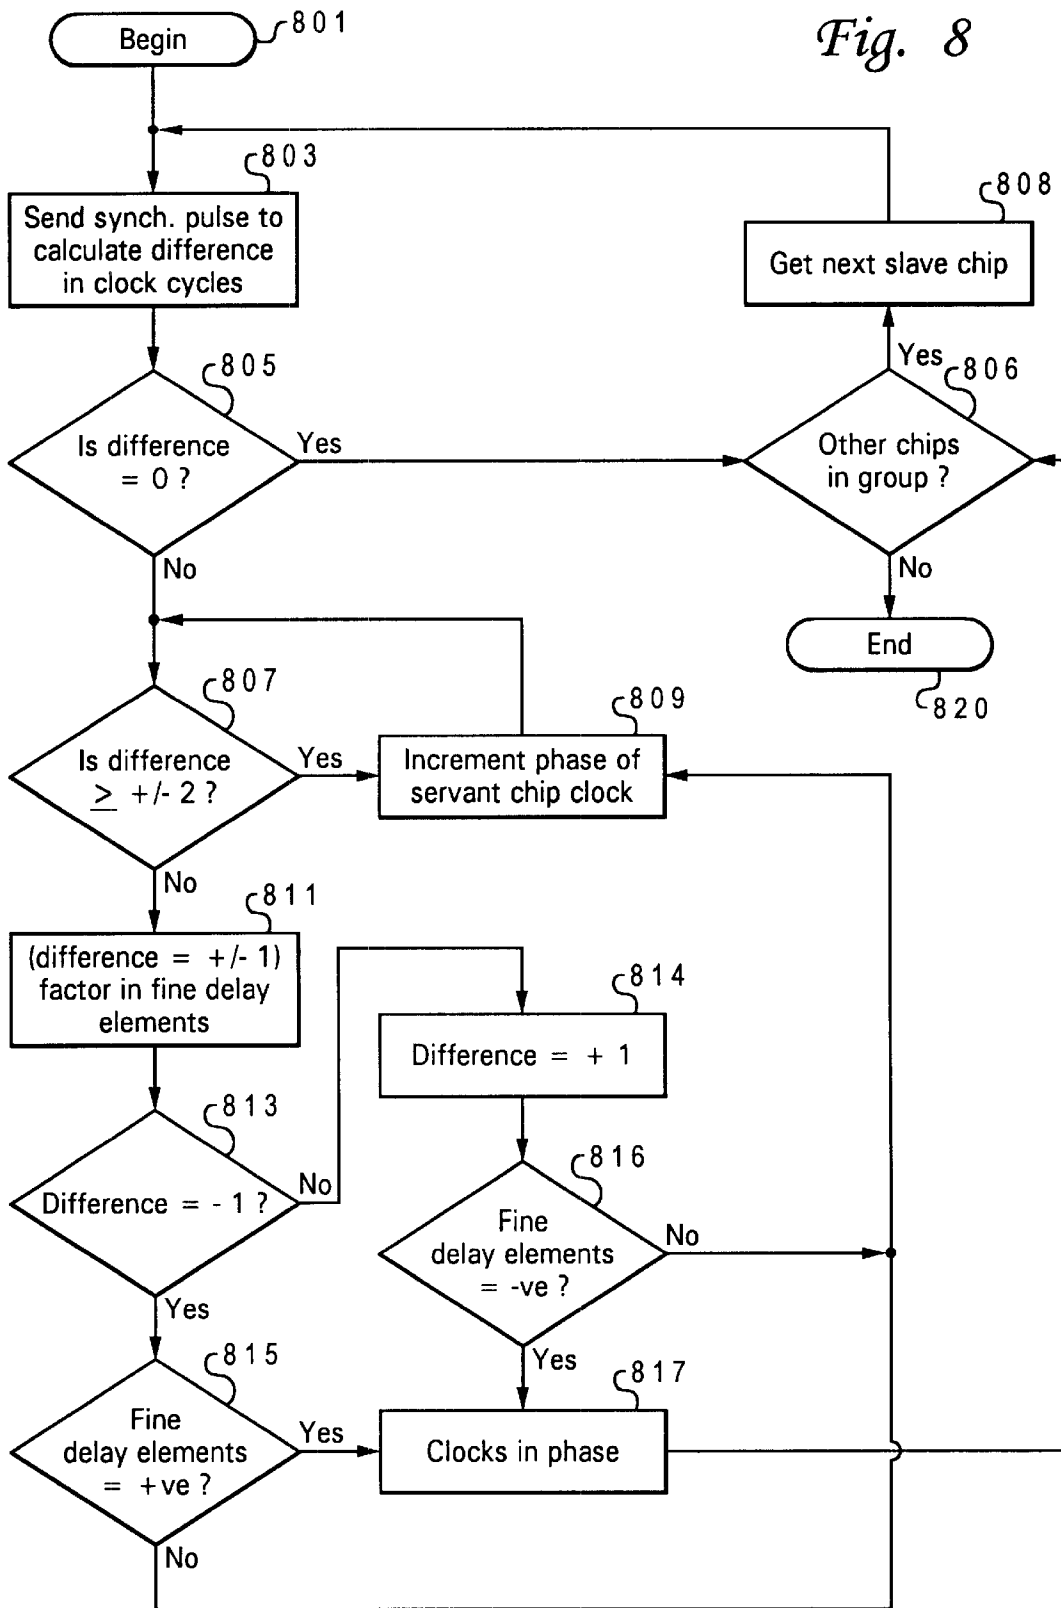 Fig. 8
Begin
801
803
Send synch. pulse to
calculate difference
in clock cycles
808
Get next slave chip
805
Is difference
= 0 ?
Yes
No
Yes
806
Other chips
in group ?
No
End
820
807
Is difference
≥ +/- 2 ?
Yes
No
809
Increment phase of
servant chip clock
811
(difference = +/- 1)
factor in fine delay
elements
814
Difference = + 1
813
Difference = - 1 ?
No
Yes
816
Fine
delay elements
= -ve ?
No
Yes
815
Fine
delay elements
= +ve ?
Yes
No
817
Clocks in phase